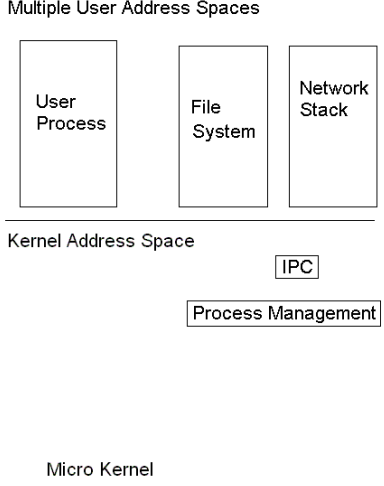 Multiple User Address Spaces
User
Process
File
System
Network
Stack
Kernel Address Space
IPC
Process Management
Micro Kernel